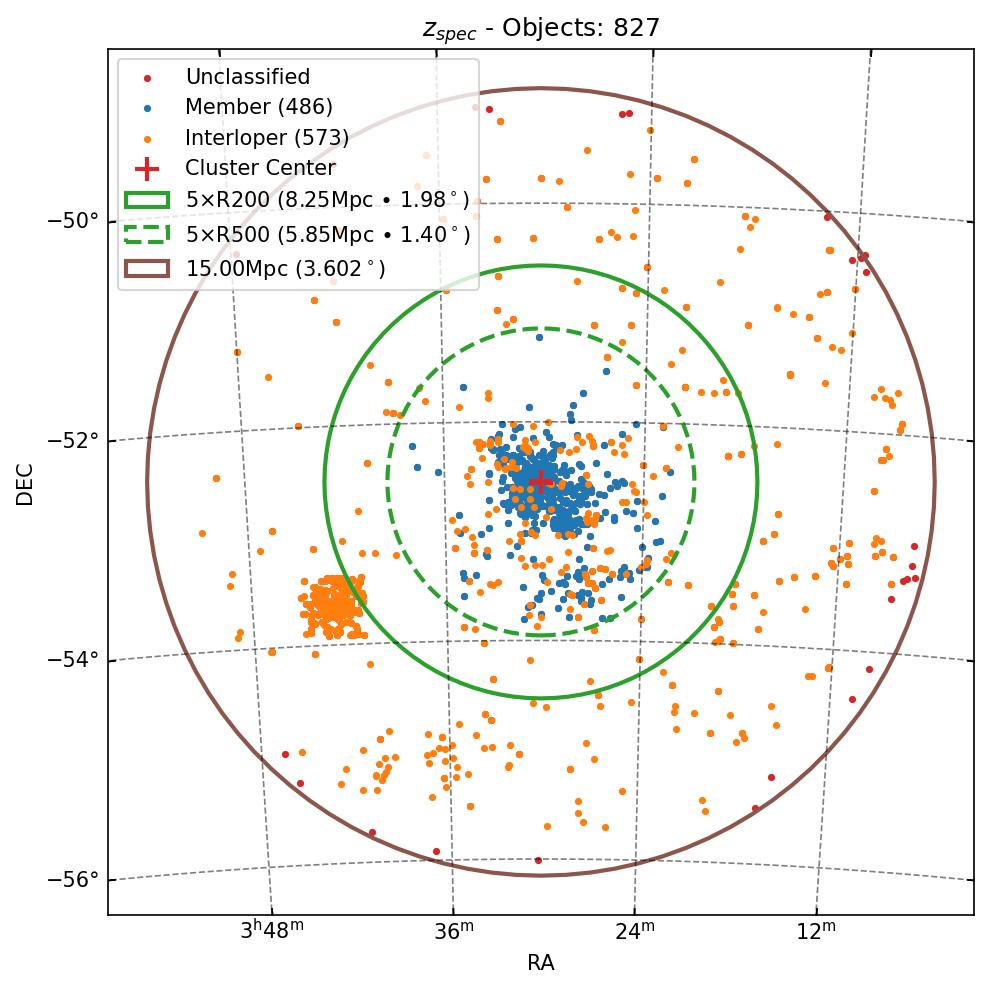 z_spec - Objects: 827
Unclassified
Member (486)
Interloper (573)
Cluster Center
5×R200 (8.25Mpc • 1.98°)
5×R500 (5.85Mpc • 1.40°)
15.00Mpc (3.602°)
−50°
−52°
−54°
−56°
DEC
3ʰ48ᵐ 36ᵐ 24ᵐ 12ᵐ
RA